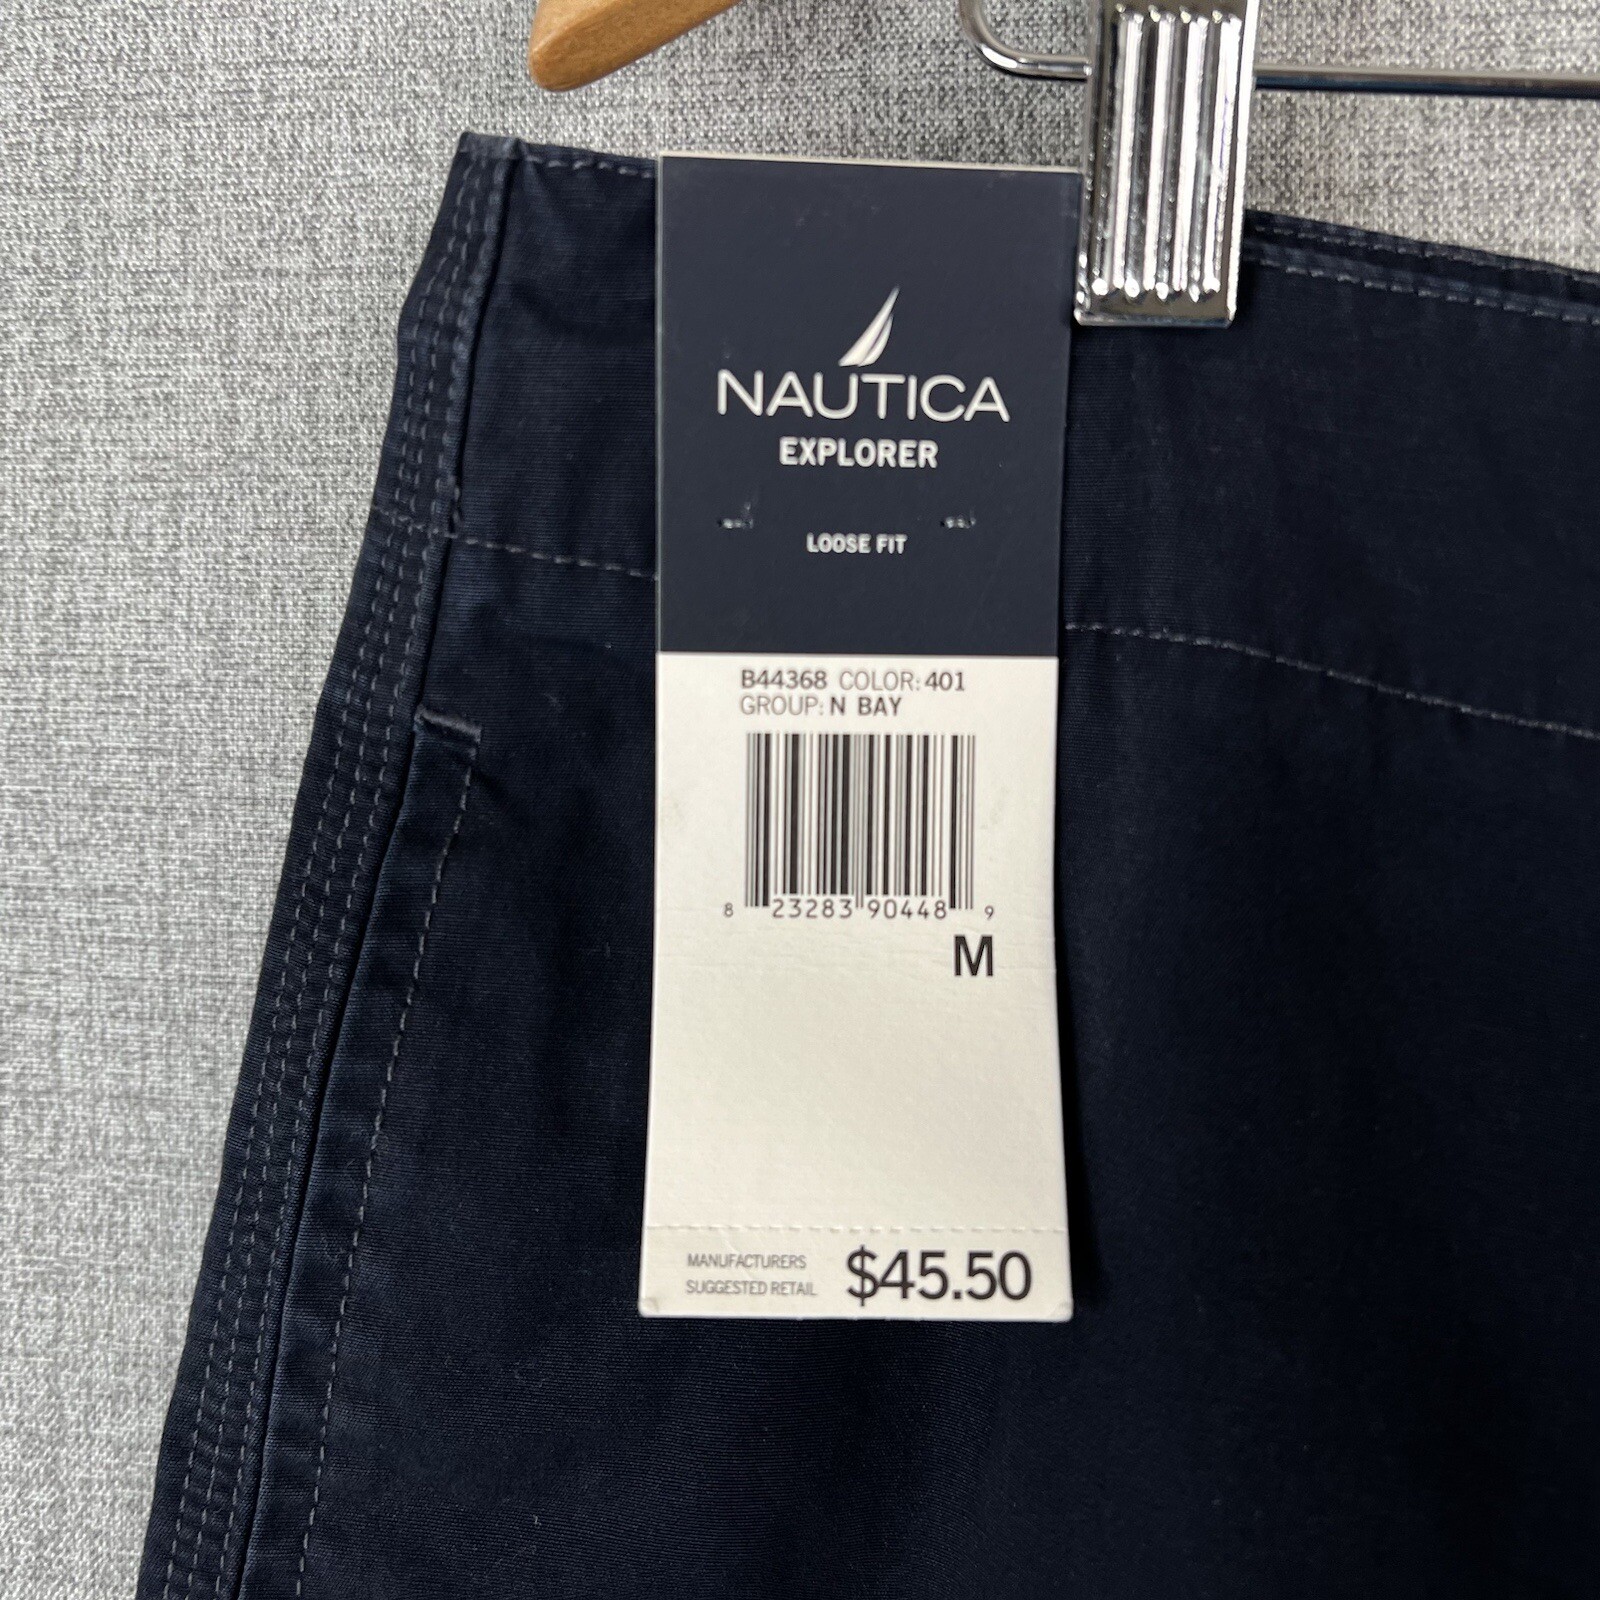 NAUTICA
EXPLORER
LOOSE FIT
B44368 COLOR: 401
GROUP: N BAY
8 23283 90448 9
M
MANUFACTURERS
SUGGESTED RETAIL $45.50